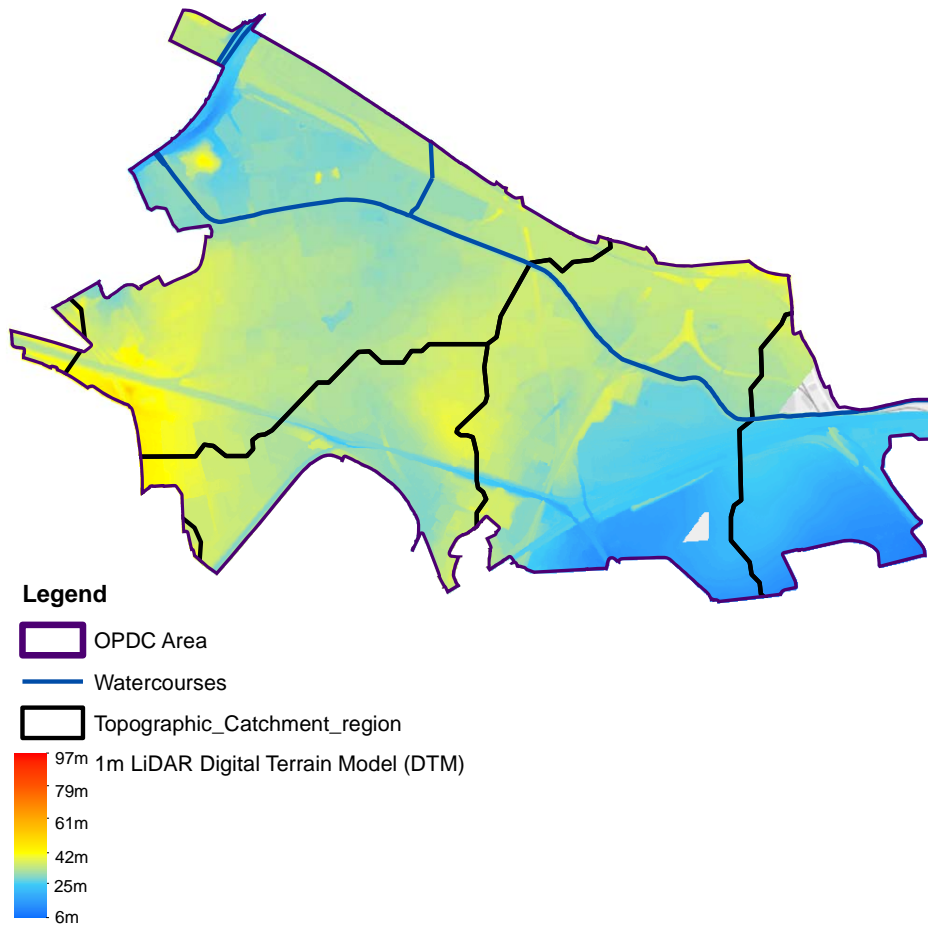 Legend
OPDC Area
Watercourses
Topographic_Catchment_region
97m 1m LiDAR Digital Terrain Model (DTM)
79m
61m
42m
25m
6m